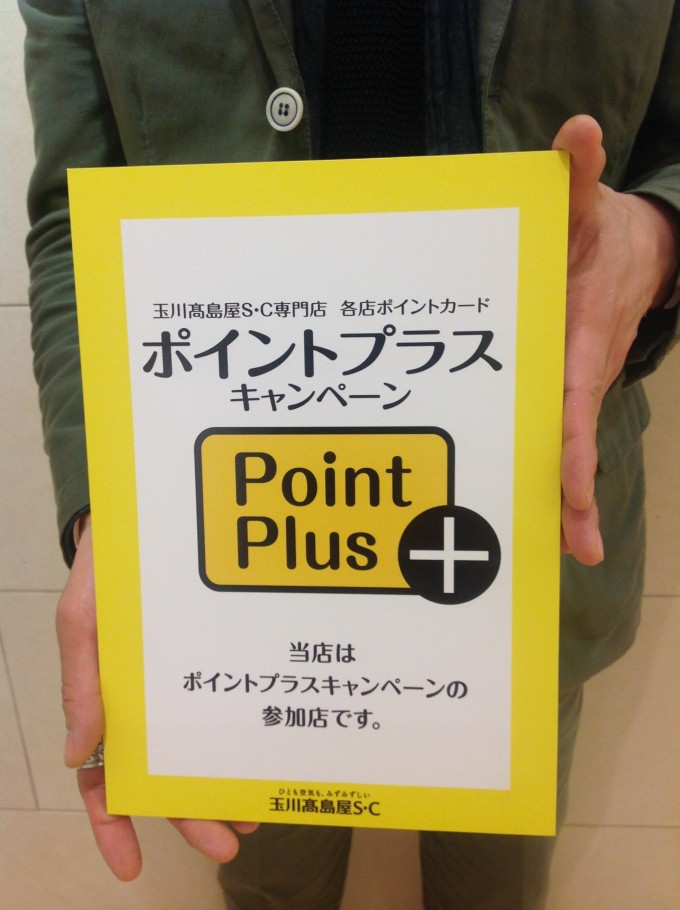 玉川髙島屋S・C専門店 各店ポイントカード
ポイントプラス
キャンペーン
Point
Plus
当店は
ポイントプラスキャンペーンの
参加店です。
ひとも空気も、みずみずしい
玉川髙島屋S・C